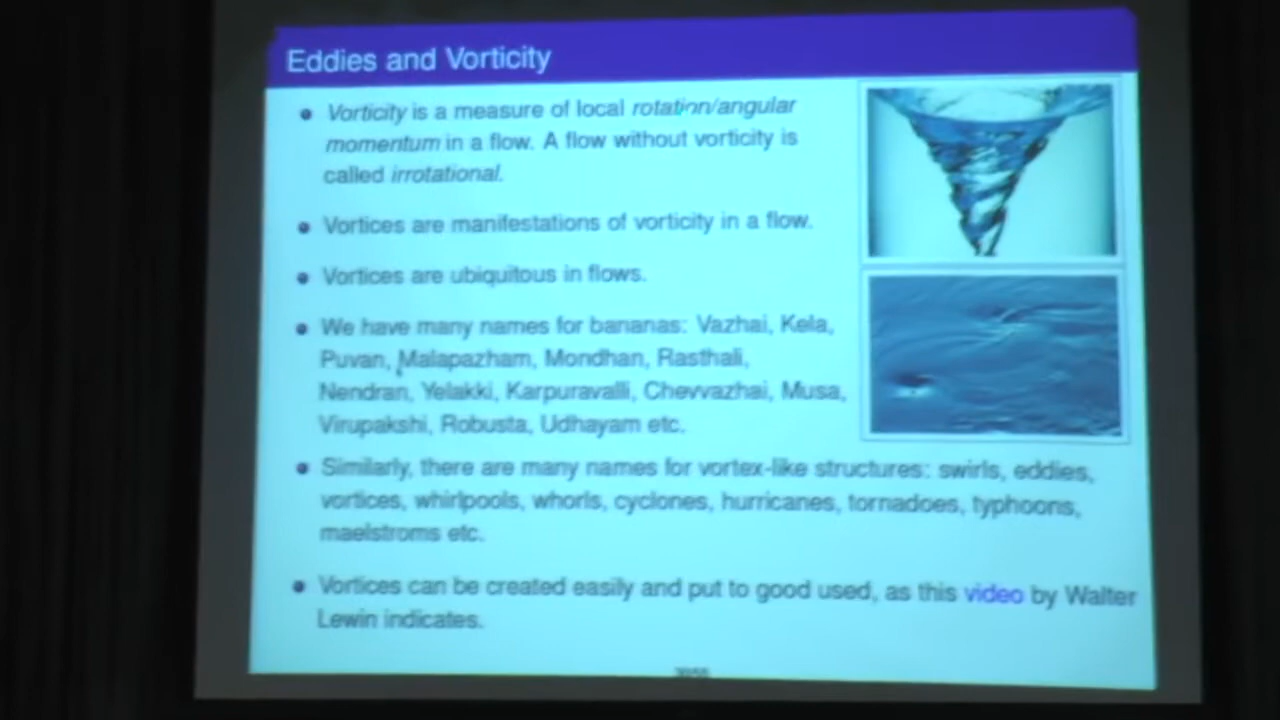 Eddies and Vorticity
Vorticity is a measure of local rotation/angular
momentum in a flow. A flow without vorticity is
called irrotational.
Vortices are manifestations of vorticity in a flow.
Vortices are ubiquitous in flows.
We have many names for bananas: Vazhai, Kela,
Puvan, Malapazham, Mondhan, Rasthali,
Nendran, Yelakki, Karpuravalli, Chevvazhai, Musa,
Virupakshi, Robusta, Udhayam etc.
Similarly, there are many names for vortex-like structures: swirls, eddies,
vortices, whirlpools, whorls, cyclones, hurricanes, tornadoes, typhoons,
maelstroms etc.
Vortices can be created easily and put to good used, as this video by Walter
Lewin indicates.